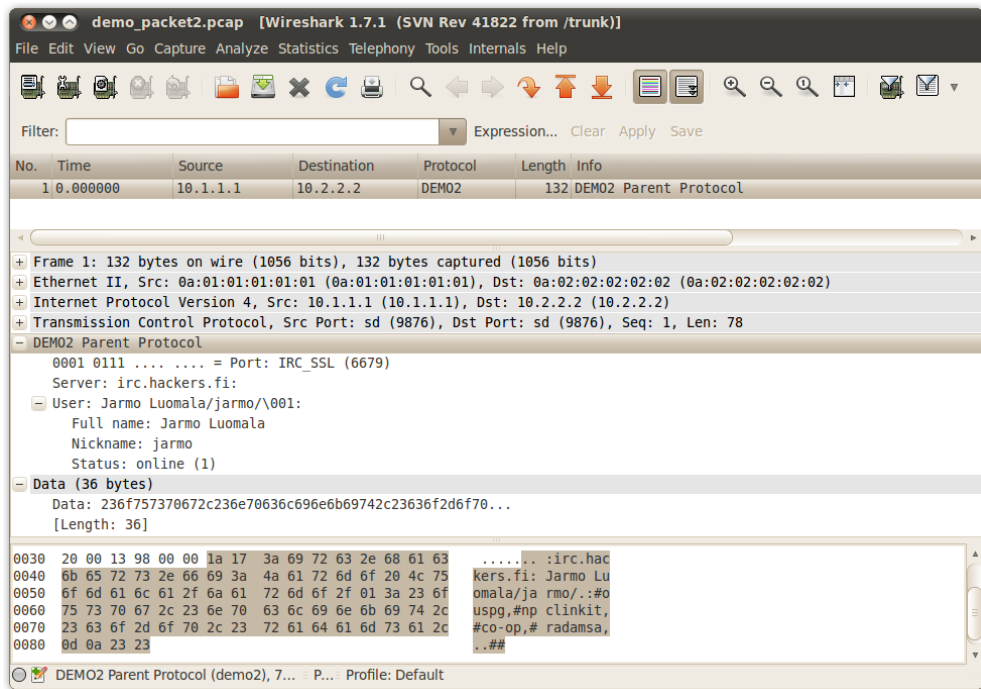 demo_packet2.pcap [Wireshark 1.7.1 (SVN Rev 41822 from /trunk)]
File Edit View Go Capture Analyze Statistics Telephony Tools Internals Help
Filter: Expression... Clear Apply Save
No. Time Source Destination Protocol Length Info
1 0.000000 10.1.1.1 10.2.2.2 DEMO2 132 DEMO2 Parent Protocol
Frame 1: 132 bytes on wire (1056 bits), 132 bytes captured (1056 bits)
Ethernet II, Src: 0a:01:01:01:01:01 (0a:01:01:01:01:01), Dst: 0a:02:02:02:02:02 (0a:02:02:02:02:02)
Internet Protocol Version 4, Src: 10.1.1.1 (10.1.1.1), Dst: 10.2.2.2 (10.2.2.2)
Transmission Control Protocol, Src Port: sd (9876), Dst Port: sd (9876), Seq: 1, Len: 78
DEMO2 Parent Protocol
0001 0111 .... .... = Port: IRC_SSL (6679)
Server: irc.hackers.fi:
User: Jarmo Luomala/jarmo/\001:
Full name: Jarmo Luomala
Nickname: jarmo
Status: online (1)
Data (36 bytes)
Data: 236f757370672c236e70636c696e6b69742c23636f2d6f70...
[Length: 36]
0030 20 00 13 98 00 00 1a 17 3a 69 72 63 2e 68 61 63 ....... :irc.hac
0040 6b 65 72 73 2e 66 69 3a 4a 61 72 6d 6f 20 4c 75 kers.fi: Jarmo Lu
0050 6f 6d 61 6c 61 2f 6a 61 72 6d 6f 2f 01 3a 23 6f omala/ja rmo/.:#o
0060 75 73 70 67 2c 23 6e 70 63 6c 69 6e 6b 69 74 2c uspg,#np clinkit,
0070 23 63 6f 2d 6f 70 2c 23 72 61 64 61 6d 73 61 2c #co-op,# radamsa,
0080 0d 0a 23 23 ..##
DEMO2 Parent Protocol (demo2), 7... P... Profile: Default